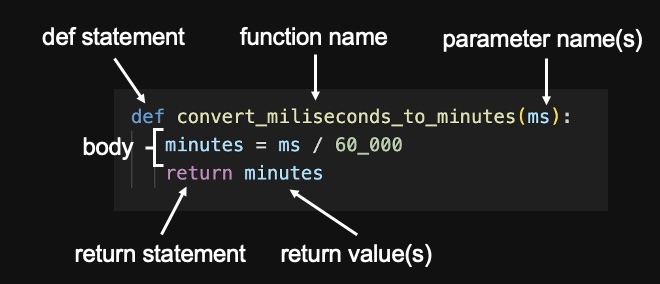 def statement function name parameter name(s)
def convert_miliseconds_to_minutes(ms):
body minutes = ms / 60_000
return minutes
return statement return value(s)